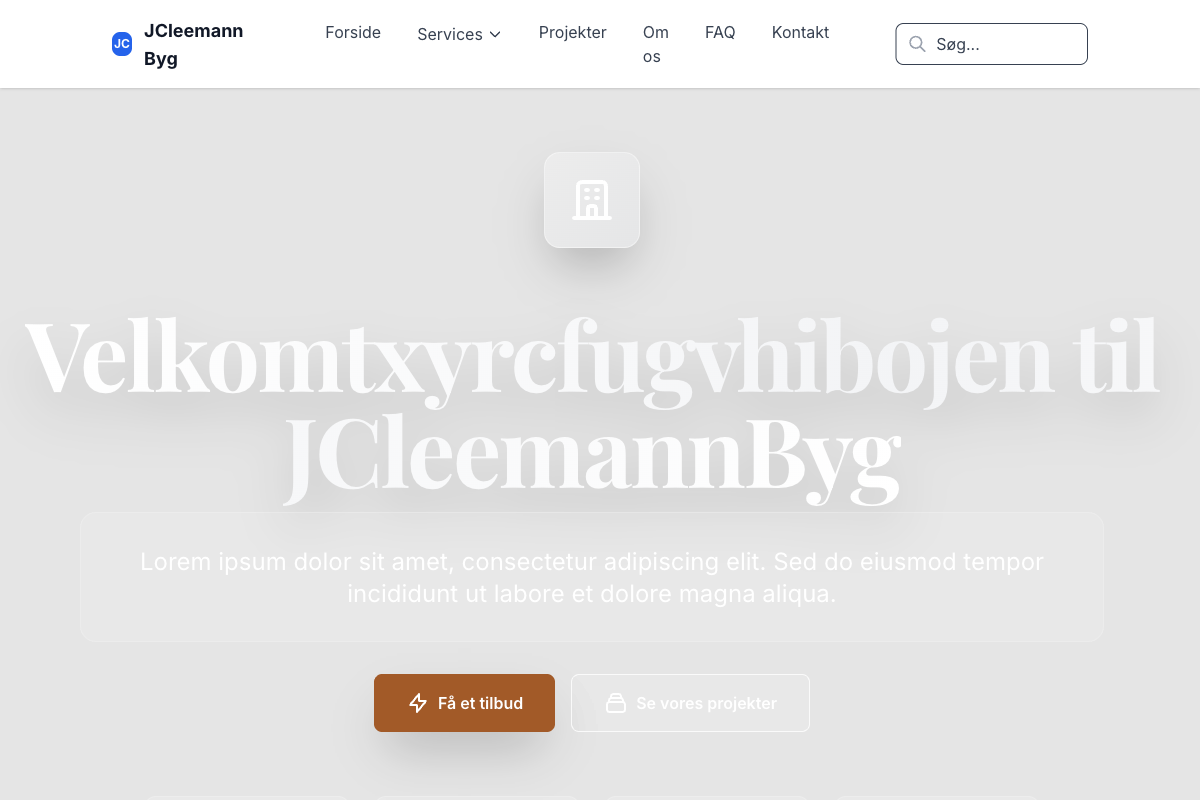 JC
JCleemann
Byg
Forside
Services
Projekter
Om
os
FAQ
Kontakt
Søg...
Velkomtxyrcfugvhibojen til
JCleemannByg
Lorem ipsum dolor sit amet, consectetur adipiscing elit. Sed do eiusmod tempor
incididunt ut labore et dolore magna aliqua.
Få et tilbud
Se vores projekter